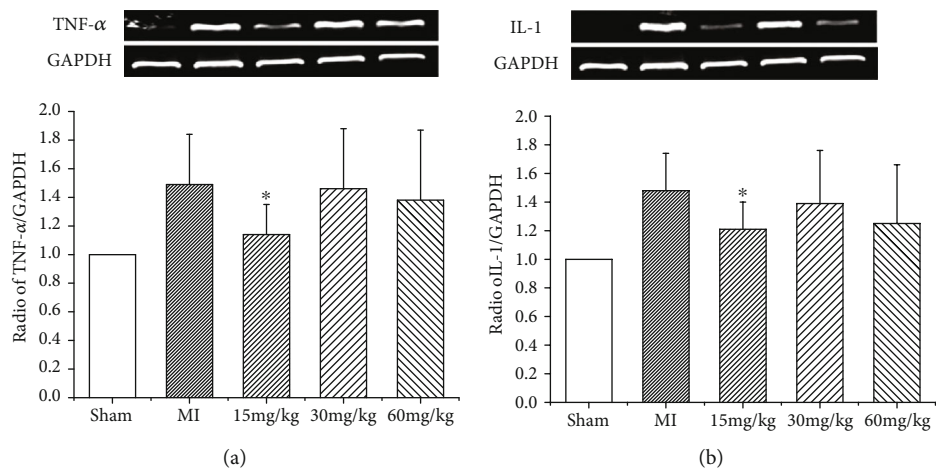 TNF-α
GAPDH
Radio of TNF-α/GAPDH
2.0
1.8
1.6
1.4
1.2
1.0
0.8
0.6
0.4
0.2
0.0
*
Sham MI 15mg/kg 30mg/kg 60mg/kg
(a)
IL-1
GAPDH
Radio oIL-1/GAPDH
2.0
1.8
1.6
1.4
1.2
1.0
0.8
0.6
0.4
0.2
0.0
*
Sham MI 15mg/kg 30mg/kg 60mg/kg
(b)